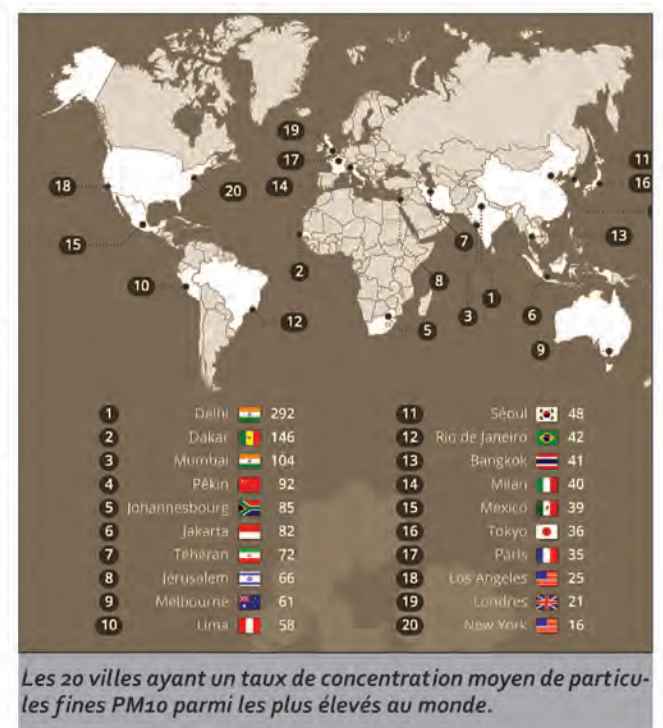 19
17
14
18
20
15
10
12
2
8
7
1
3
5
6
9
13
11
16
1 Delhi 292
2 Dakar 146
3 Mumbai 104
4 Pékin 92
5 Johannesbourg 85
6 Jakarta 82
7 Téhéran 72
8 Jérusalem 66
9 Melbourne 61
10 Lima 58
11 Séoul 48
12 Rio de Janeiro 42
13 Bangkok 41
14 Milan 40
15 Mexico 39
16 Tokyo 36
17 Paris 35
18 Los Angeles 25
19 Londres 21
20 New York 16
Les 20 villes ayant un taux de concentration moyen de particu-
les fines PM10 parmi les plus élevés au monde.